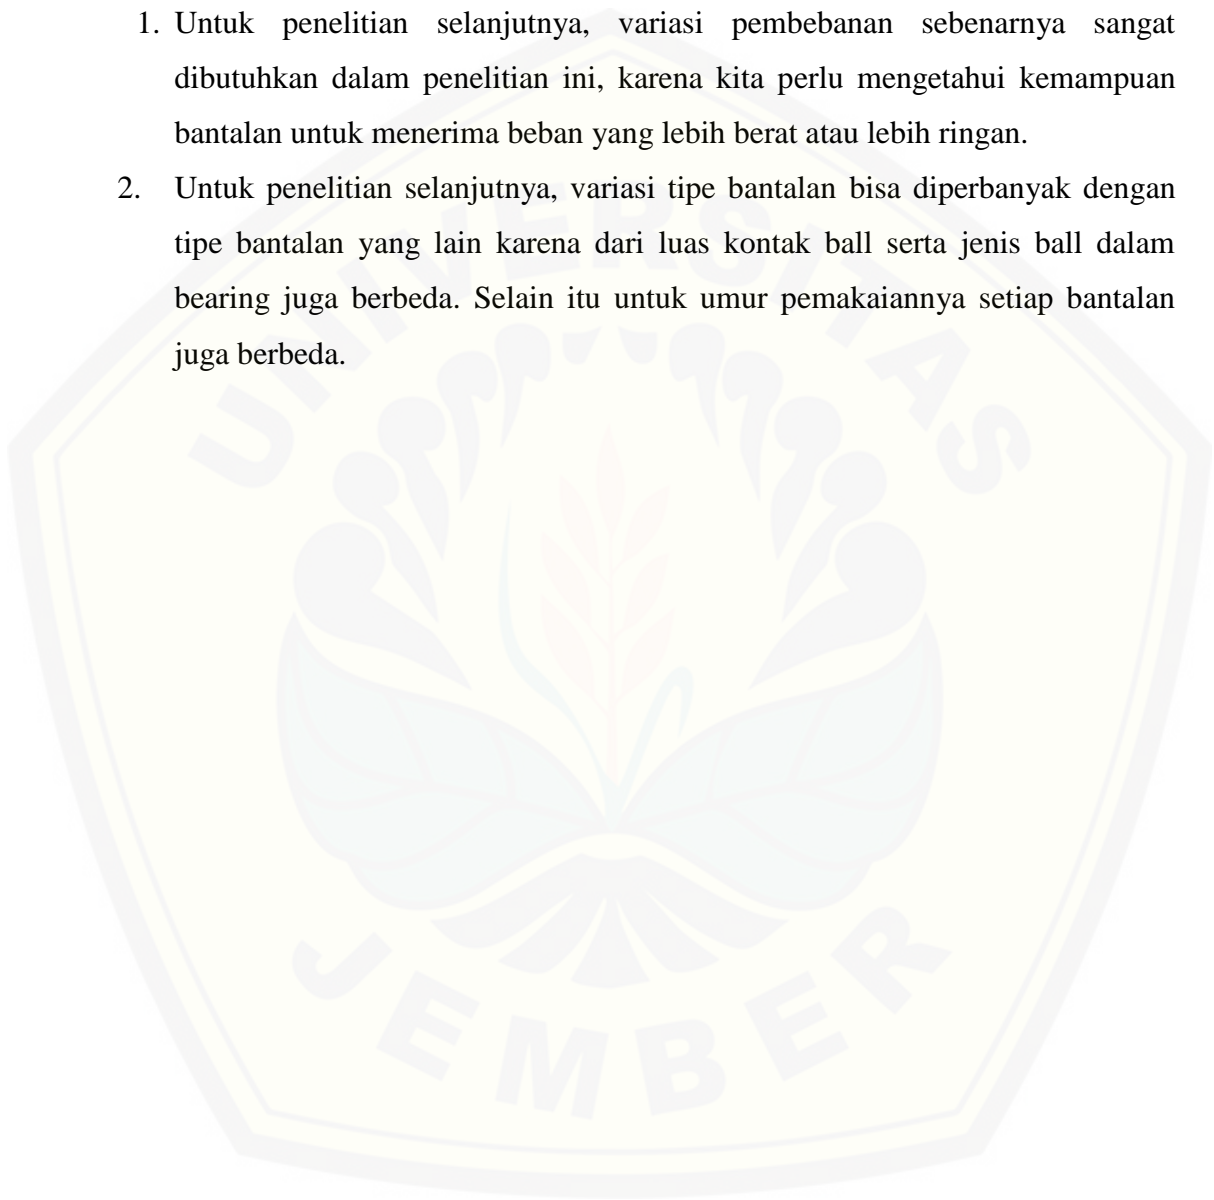 1. Untuk penelitian selanjutnya, variasi pembebanan sebenarnya sangat
dibutuhkan dalam penelitian ini, karena kita perlu mengetahui kemampuan
bantalan untuk menerima beban yang lebih berat atau lebih ringan.
2. Untuk penelitian selanjutnya, variasi tipe bantalan bisa diperbanyak dengan
tipe bantalan yang lain karena dari luas kontak ball serta jenis ball dalam
bearing juga berbeda. Selain itu untuk umur pemakaiannya setiap bantalan
juga berbeda.
UNIVERSITAS
JEMBER